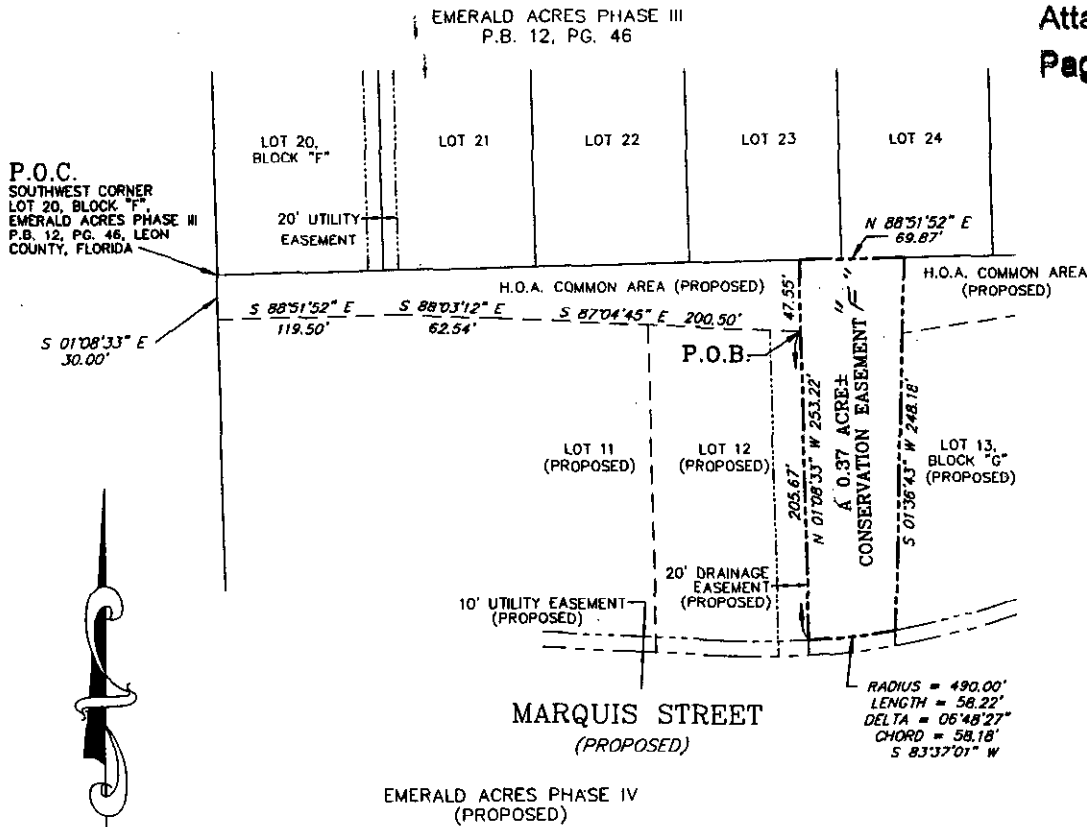 EMERALD ACRES PHASE III
P.B. 12, PG. 46
LOT 20,
BLOCK "F"
LOT 21
LOT 22
LOT 23
LOT 24
P.O.C.
SOUTHWEST CORNER
LOT 20, BLOCK "F",
EMERALD ACRES PHASE III
P.B. 12, PG. 46, LEON
COUNTY, FLORIDA
20' UTILITY
EASEMENT
N 88°51'52" E
69.87'
H.O.A. COMMON AREA (PROPOSED)
H.O.A. COMMON AREA
(PROPOSED)
S 01°08'33" E
30.00'
S 88°51'52" E
119.50'
S 88°03'12" E
62.54'
S 87°04'45" E 200.50'
47.55'
P.O.B.
205.67'
N 01°08'33" W 253.22'
A 0.37 ACRE±
CONSERVATION EASEMENT "F"
S 01°36'43" W 248.18'
LOT 11
(PROPOSED)
LOT 12
(PROPOSED)
LOT 13,
BLOCK "G"
(PROPOSED)
20' DRAINAGE
EASEMENT
(PROPOSED)
10' UTILITY EASEMENT
(PROPOSED)
RADIUS = 490.00'
LENGTH = 58.22'
DELTA = 06°48'27"
CHORD = 58.18'
S 83°37'01" W
MARQUIS STREET
(PROPOSED)
EMERALD ACRES PHASE IV
(PROPOSED)